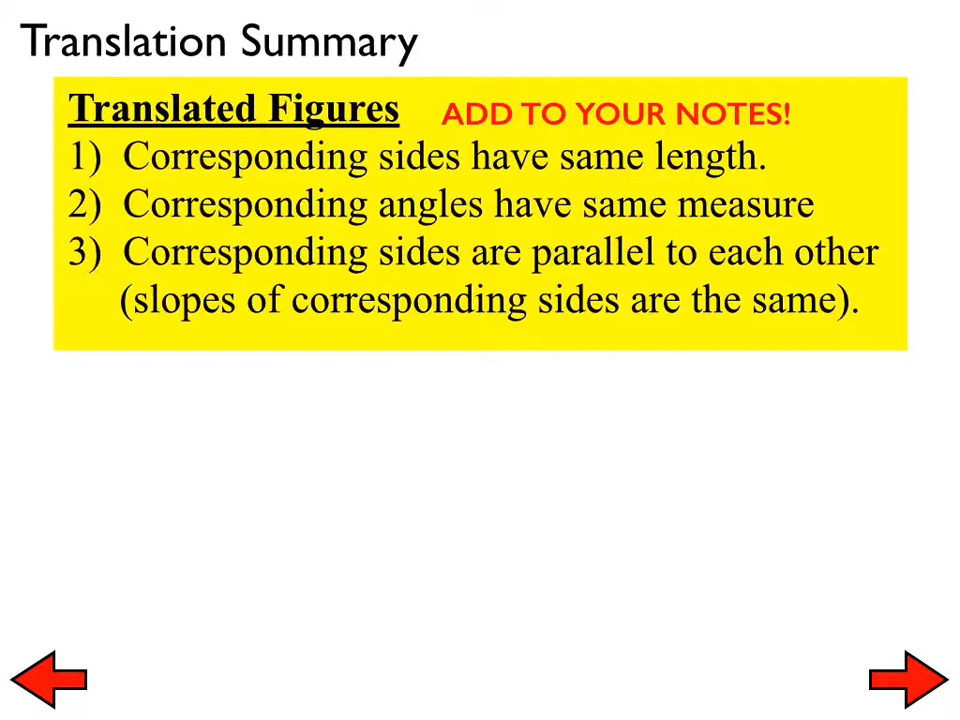 Translation Summary
Translated Figures ADD TO YOUR NOTES!
1) Corresponding sides have same length.
2) Corresponding angles have same measure
3) Corresponding sides are parallel to each other
(slopes of corresponding sides are the same).